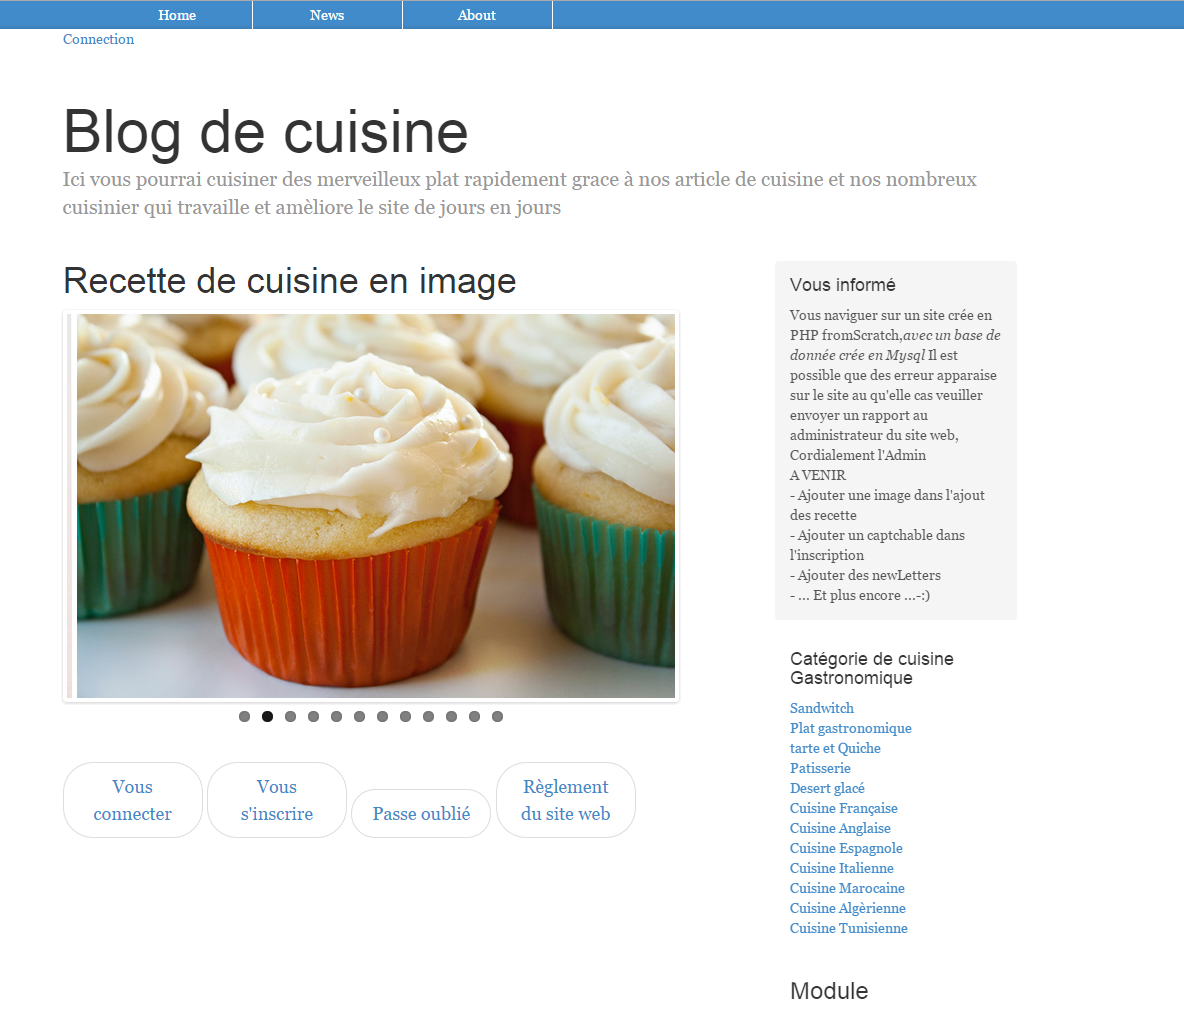 Home News About
Connection
Blog de cuisine
Ici vous pourrai cuisiner des merveilleux plat rapidement grace à nos article de cuisine et nos nombreux
cuisinier qui travaille et amèliore le site de jours en jours
Recette de cuisine en image
Vous
connecter
Vous
s'inscrire
Passe oublié
Règlement
du site web
Vous informé
Vous naviguer sur un site crée en
PHP fromScratch,avec un base de
donnée crée en Mysql Il est
possible que des erreur apparaise
sur le site au qu'elle cas veuiller
envoyer un rapport au
administrateur du site web,
Cordialement l'Admin
A VENIR
- Ajouter une image dans l'ajout
des recette
- Ajouter un captchable dans
l'inscription
- Ajouter des newLetters
- ... Et plus encore ...-:)
Catégorie de cuisine
Gastronomique
Sandwitch
Plat gastronomique
tarte et Quiche
Patisserie
Desert glacé
Cuisine Française
Cuisine Anglaise
Cuisine Espagnole
Cuisine Italienne
Cuisine Marocaine
Cuisine Algèrienne
Cuisine Tunisienne
Module